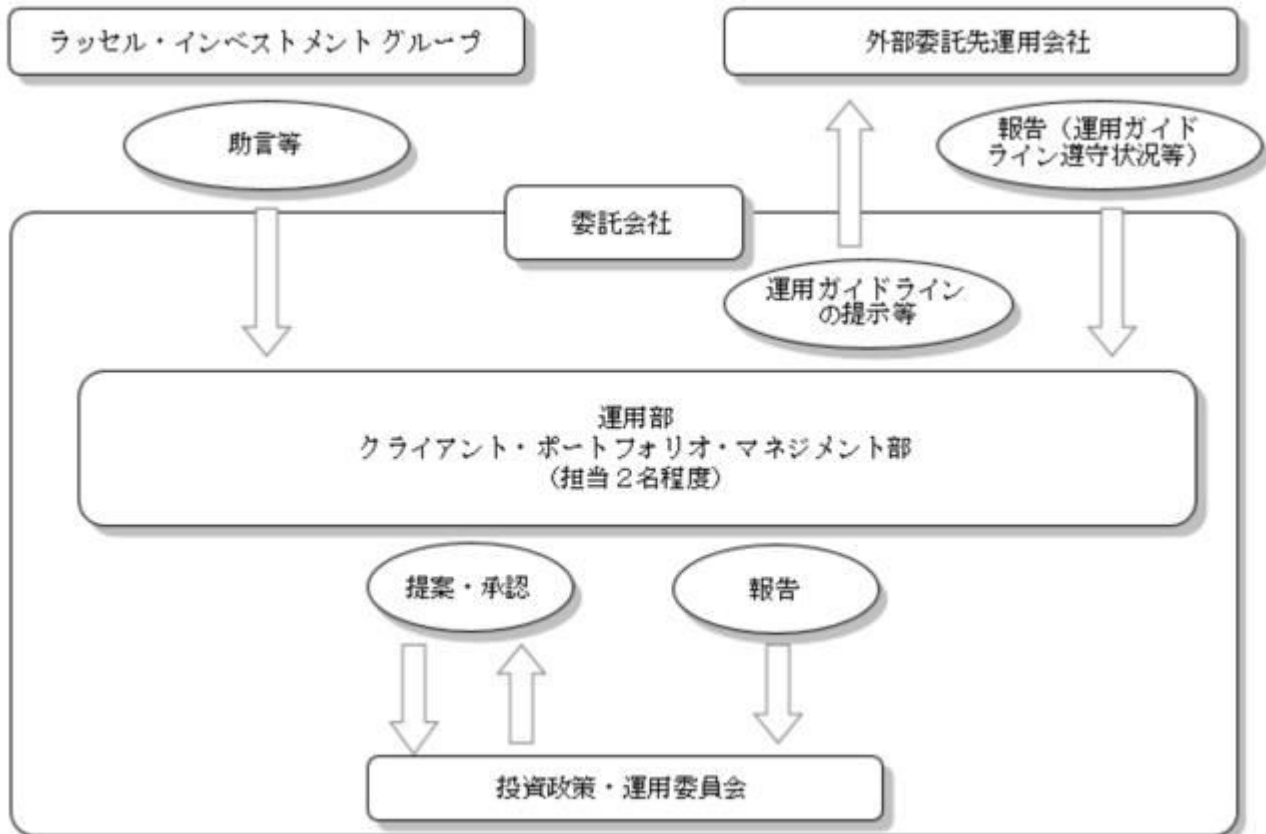 ラッセル・インベストメント グループ
外部委託先運用会社
助言等
報告（運用ガイド
ライン遵守状況等）
委託会社
運用ガイドライン
の提示等
運用部
クライアント・ポートフォリオ・マネジメント部
（担当２名程度）
提案・承認
報告
投資政策・運用委員会